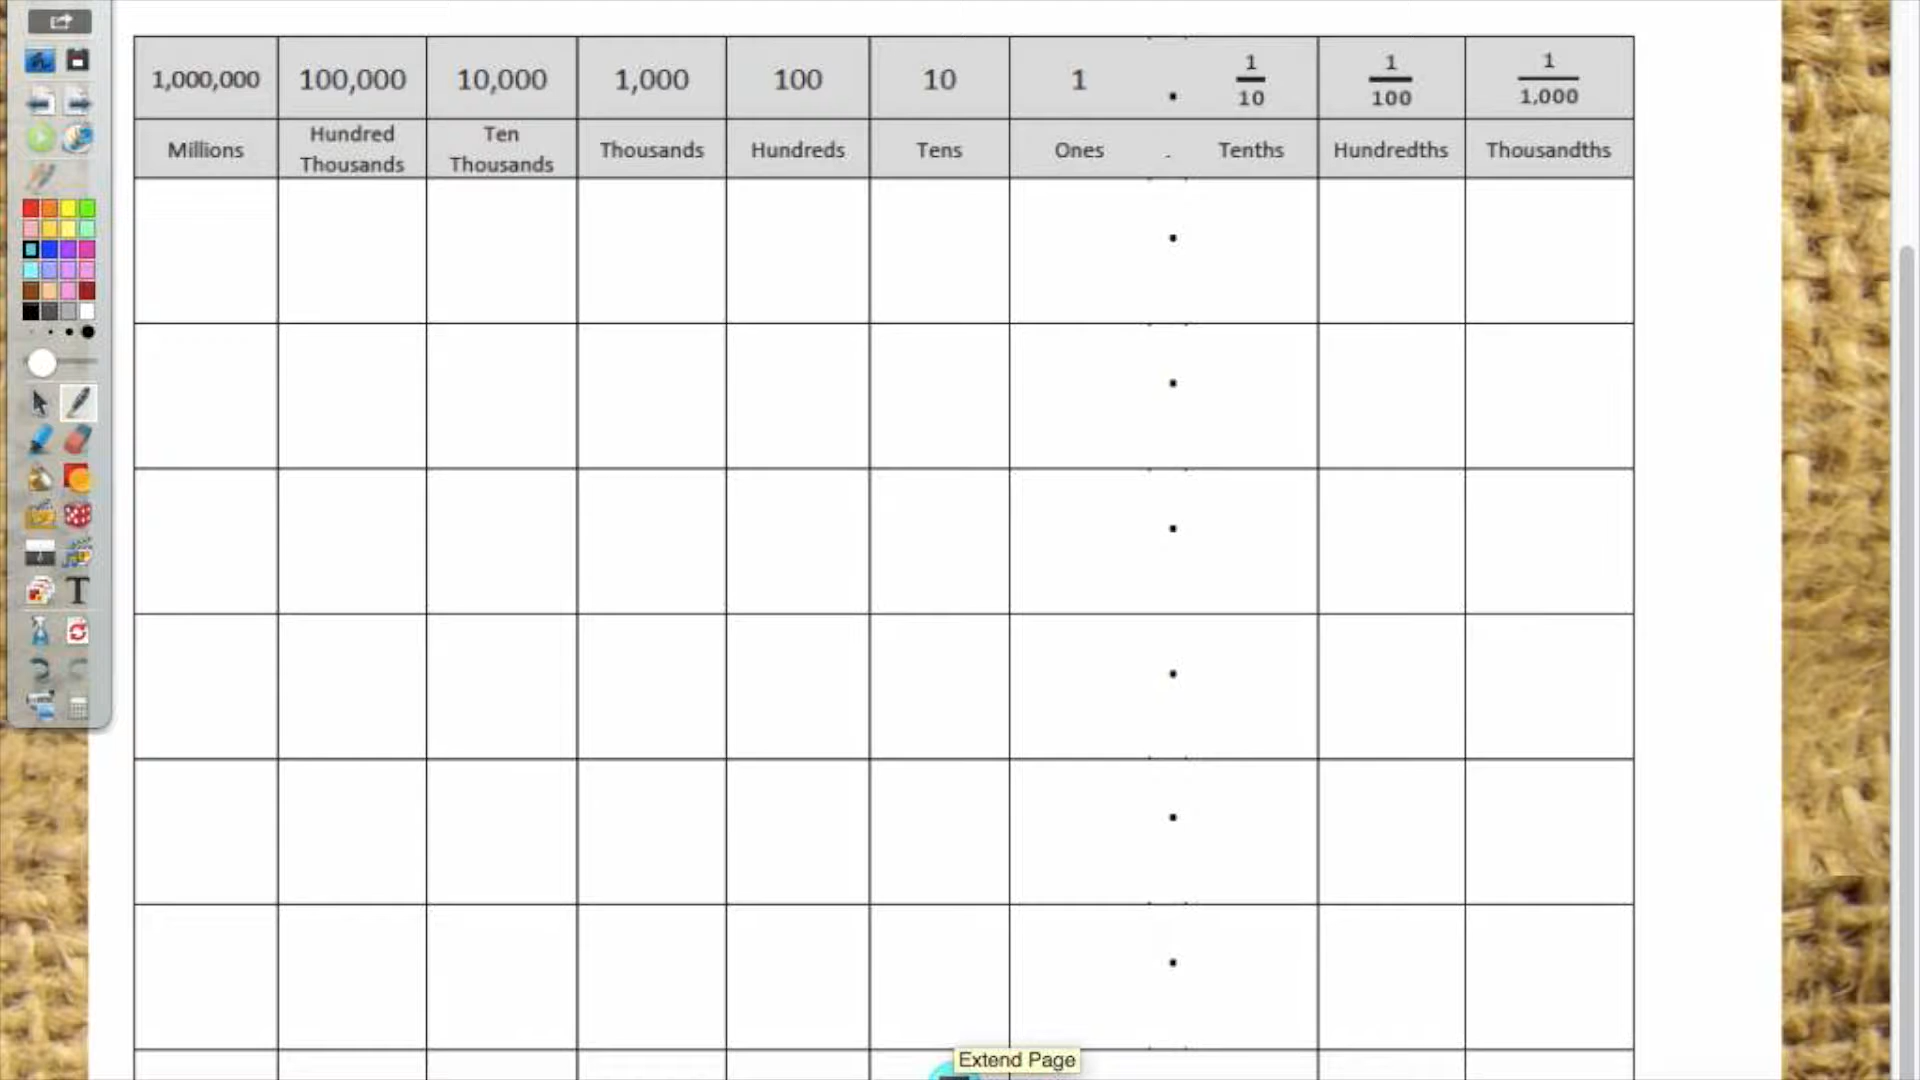 1,000,000 100,000 10,000 1,000 100 10 1 . 1/10 1/100 1/1,000
Millions Hundred Thousands Ten Thousands Thousands Hundreds Tens Ones . Tenths Hundredths Thousandths
.
.
.
.
.
.
T
Extend Page